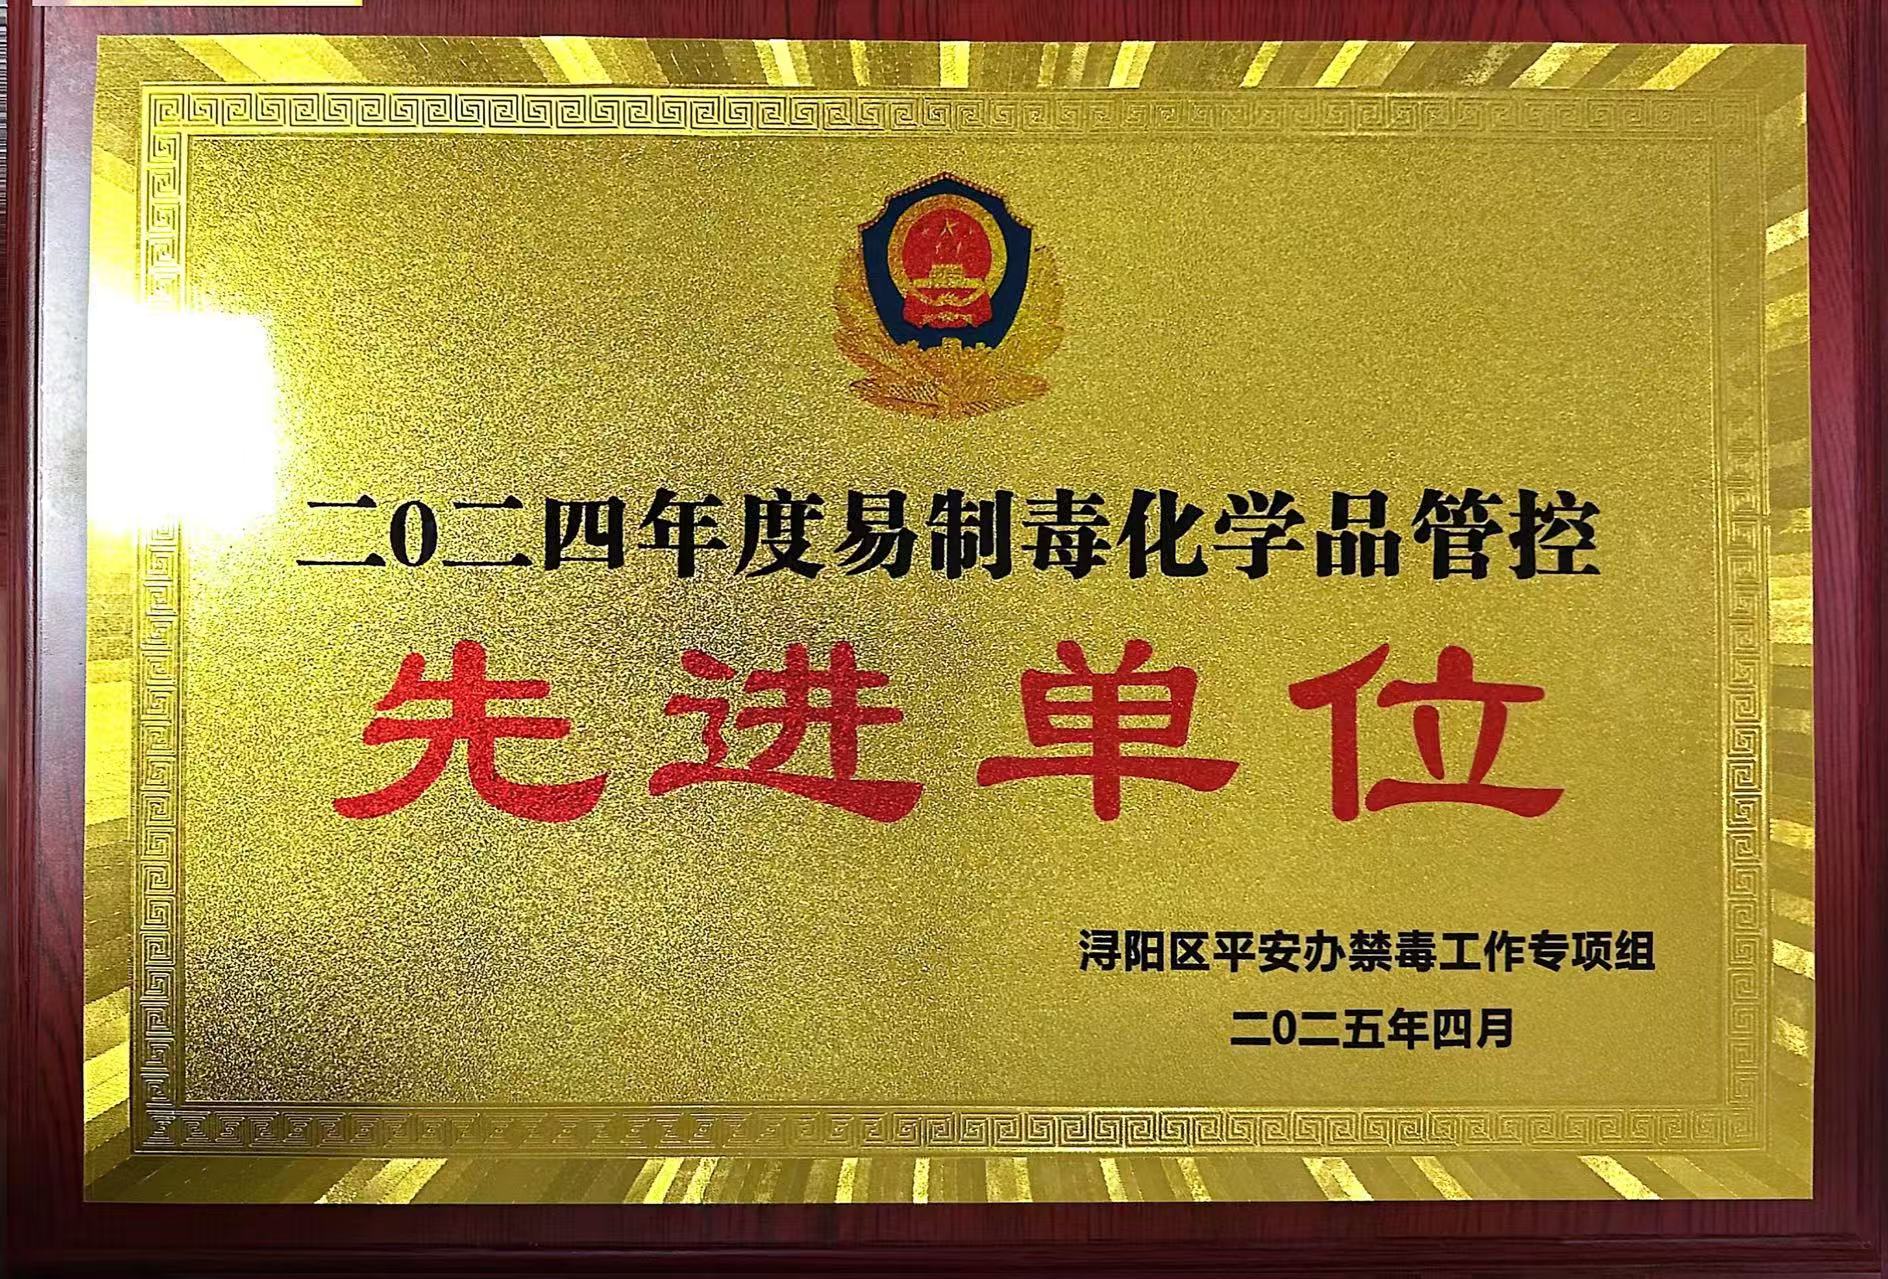 二0二四年度易制毒化学品管控
先进单位
浔阳区平安办禁毒工作专项组
二0二五年四月